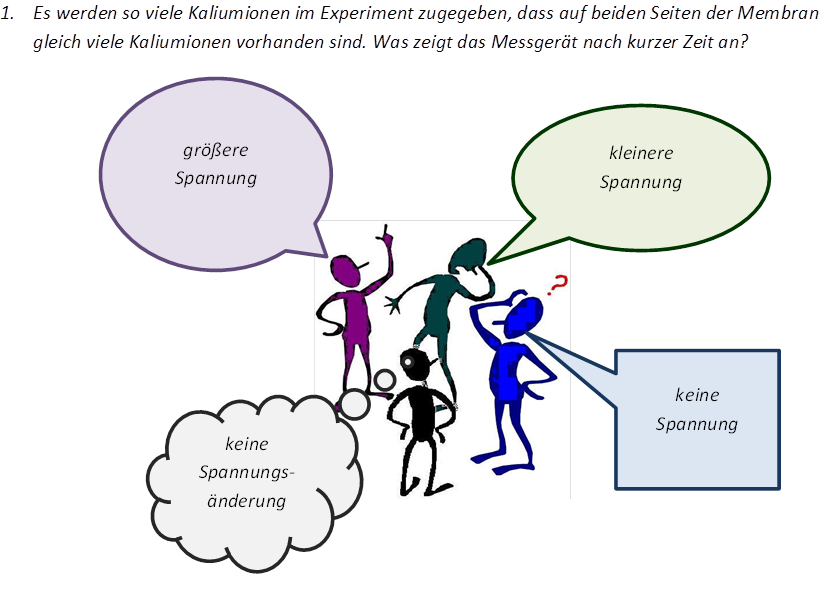 1. Es werden so viele Kaliumionen im Experiment zugegeben, dass auf beiden Seiten der Membran
gleich viele Kaliumionen vorhanden sind. Was zeigt das Messgerät nach kurzer Zeit an?
größere
Spannung
kleinere
Spannung
?
keine
Spannung
keine
Spannungs-
änderung